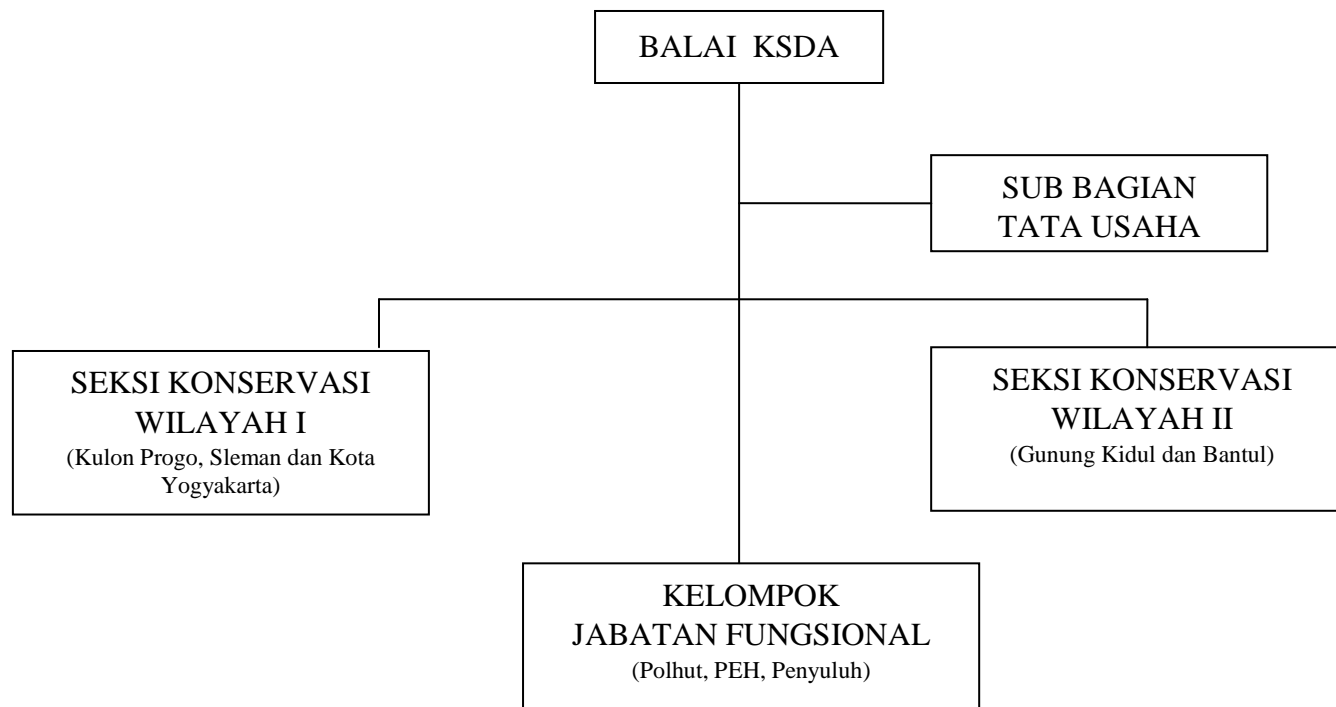 BALAI KSDA
SUB BAGIAN
TATA USAHA
SEKSI KONSERVASI
WILAYAH I
(Kulon Progo, Sleman dan Kota
Yogyakarta)
SEKSI KONSERVASI
WILAYAH II
(Gunung Kidul dan Bantul)
KELOMPOK
JABATAN FUNGSIONAL
(Polhut, PEH, Penyuluh)